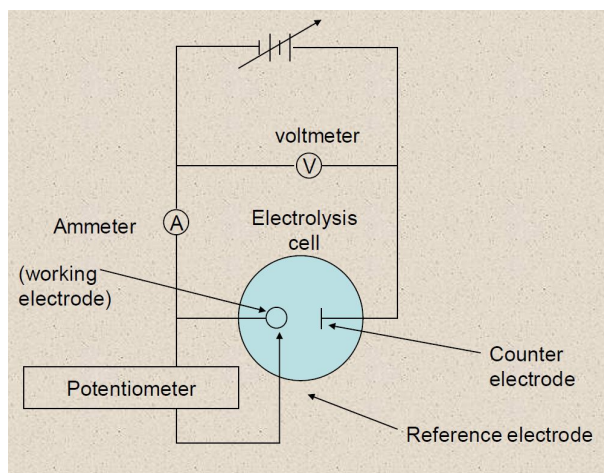 voltmeter
V
Ammeter
A
Electrolysis
cell
(working
electrode)
Counter
electrode
Potentiometer
Reference electrode